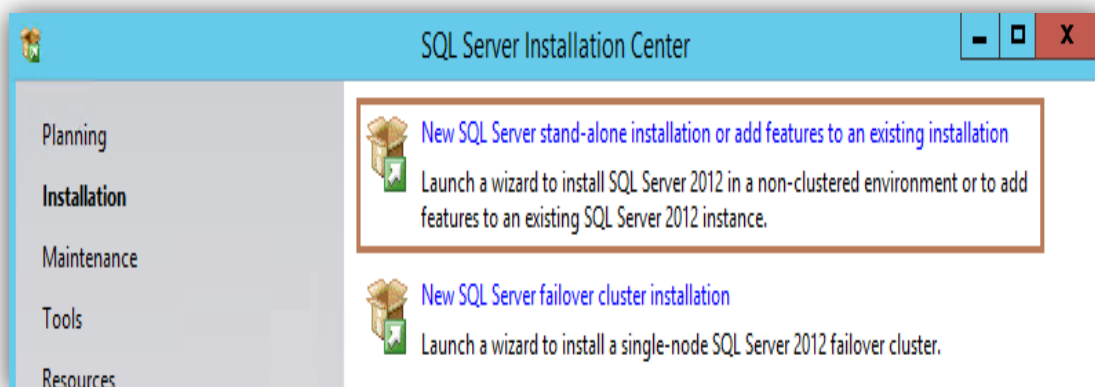 SQL Server Installation Center
X
Planning
Installation
Maintenance
Tools
Resources
New SQL Server stand-alone installation or add features to an existing installation
Launch a wizard to install SQL Server 2012 in a non-clustered environment or to add
features to an existing SQL Server 2012 instance.
New SQL Server failover cluster installation
Launch a wizard to install a single-node SQL Server 2012 failover cluster.